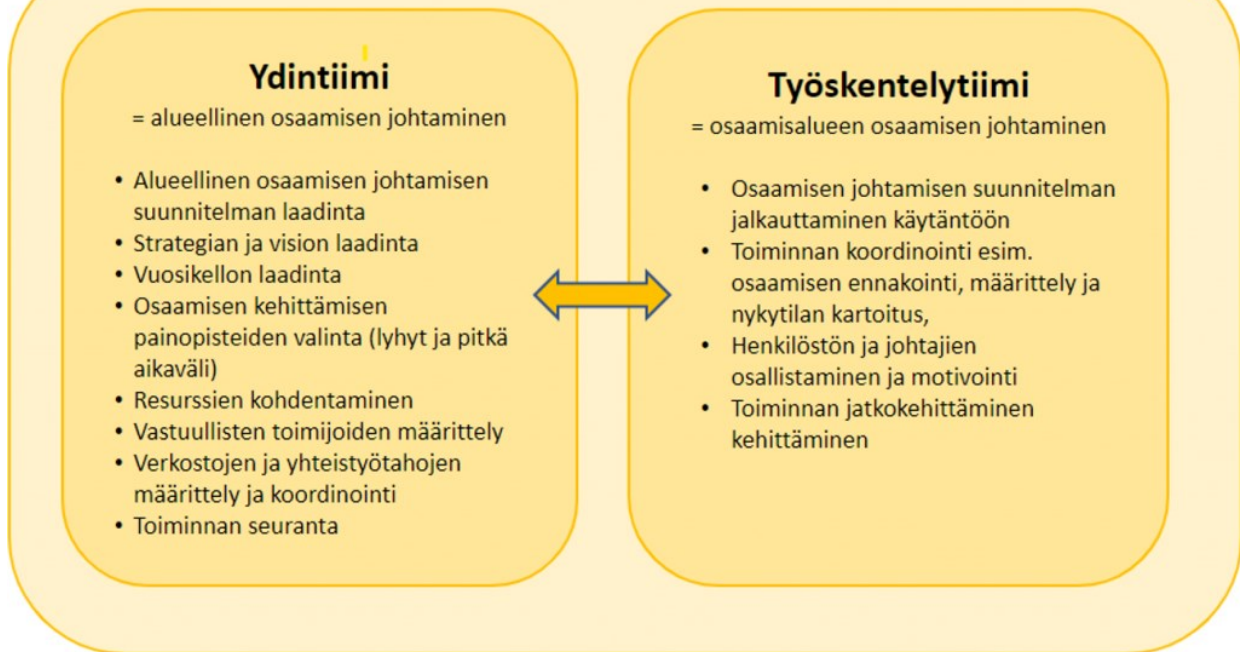 Ydintiimi
= alueellinen osaamisen johtaminen
• Alueellinen osaamisen johtamisen
suunnitelman laadinta
• Strategian ja vision laadinta
• Vuosikellon laadinta
• Osaamisen kehittämisen
painopisteiden valinta (lyhyt ja pitkä
aikaväli)
• Resurssien kohdentaminen
• Vastuullisten toimijoiden määrittely
• Verkostojen ja yhteistyötahojen
määrittely ja koordinointi
• Toiminnan seuranta
Työskentelytiimi
= osaamisalueen osaamisen johtaminen
• Osaamisen johtamisen suunnitelman
jalkauttaminen käytäntöön
• Toiminnan koordinointi esim.
osaamisen ennakointi, määrittely ja
nykytilan kartoitus,
• Henkilöstön ja johtajien
osallistaminen ja motivointi
• Toiminnan jatkokehittäminen
kehittäminen